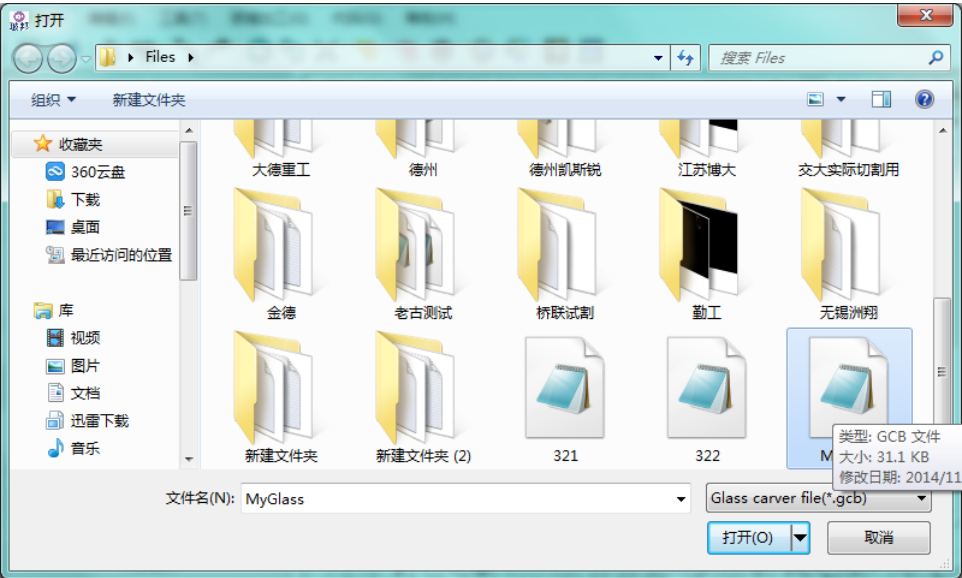 打开
Files
搜索 Files
组织
新建文件夹
收藏夹
360云盘
下载
桌面
最近访问的位置
库
视频
图片
文档
迅雷下载
音乐
大德重工
德州
德州凯斯锐
江苏博大
交大实际切割用
金德
老古测试
桥联试割
勤工
无锡洲翔
新建文件夹
新建文件夹 (2)
321
322
M
类型: GCB 文件
大小: 31.1 KB
修改日期: 2014/11
文件名(N):
MyGlass
Glass carver file(*.gcb)
打开(O)
取消